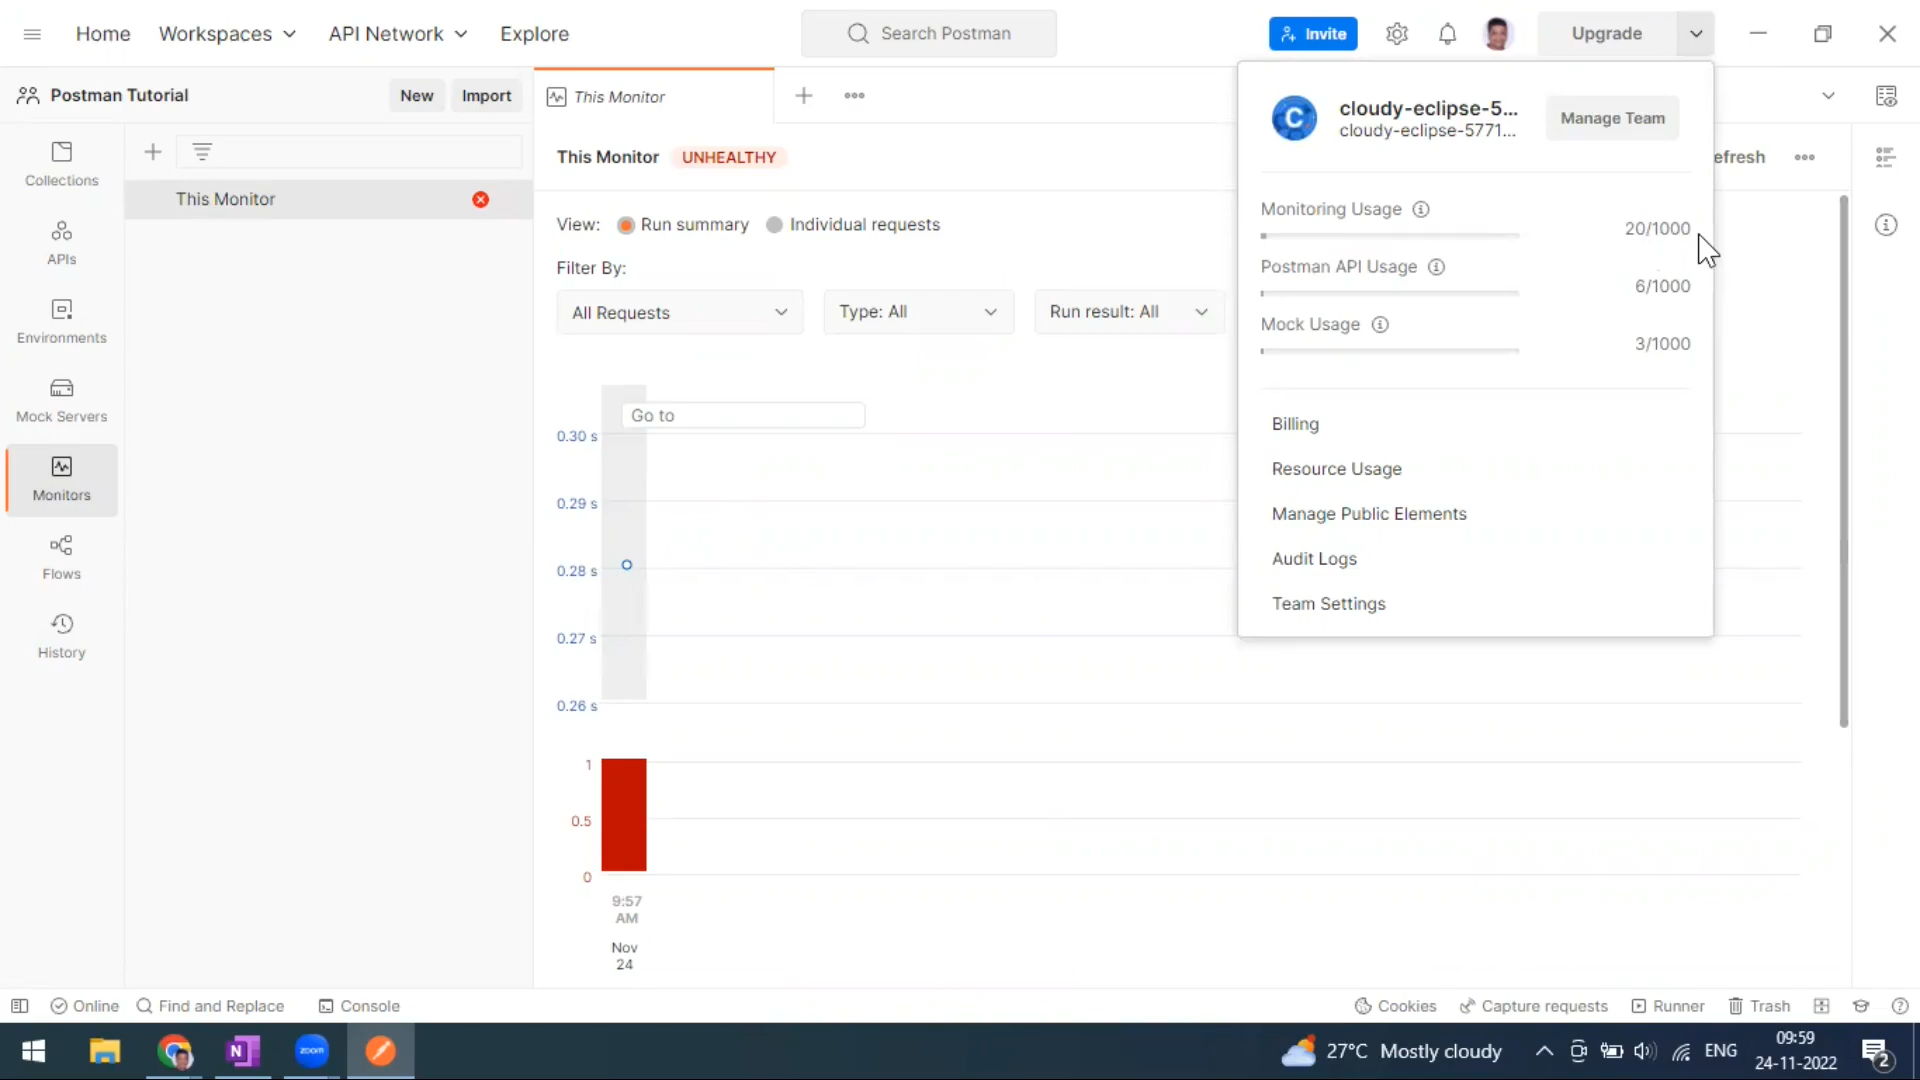 Home
Workspaces
API Network
Explore
Search Postman
Invite
Upgrade
Postman Tutorial
New
Import
This Monitor
Collections
APIs
Environments
Mock Servers
Monitors
Flows
History
This Monitor
This Monitor
UNHEALTHY
efresh
View:
Run summary
Individual requests
Filter By:
All Requests
Type: All
Run result: All
Go to
0.30 s
0.29 s
0.28 s
0.27 s
0.26 s
1
0.5
0
9:57
AM
Nov
24
C
cloudy-eclipse-5...
cloudy-eclipse-5771...
Manage Team
Monitoring Usage
20/1000
Postman API Usage
6/1000
Mock Usage
3/1000
Billing
Resource Usage
Manage Public Elements
Audit Logs
Team Settings
Online
Find and Replace
Console
Cookies
Capture requests
Runner
Trash
N
zoom
27°C Mostly cloudy
ENG
09:59
24-11-2022
2